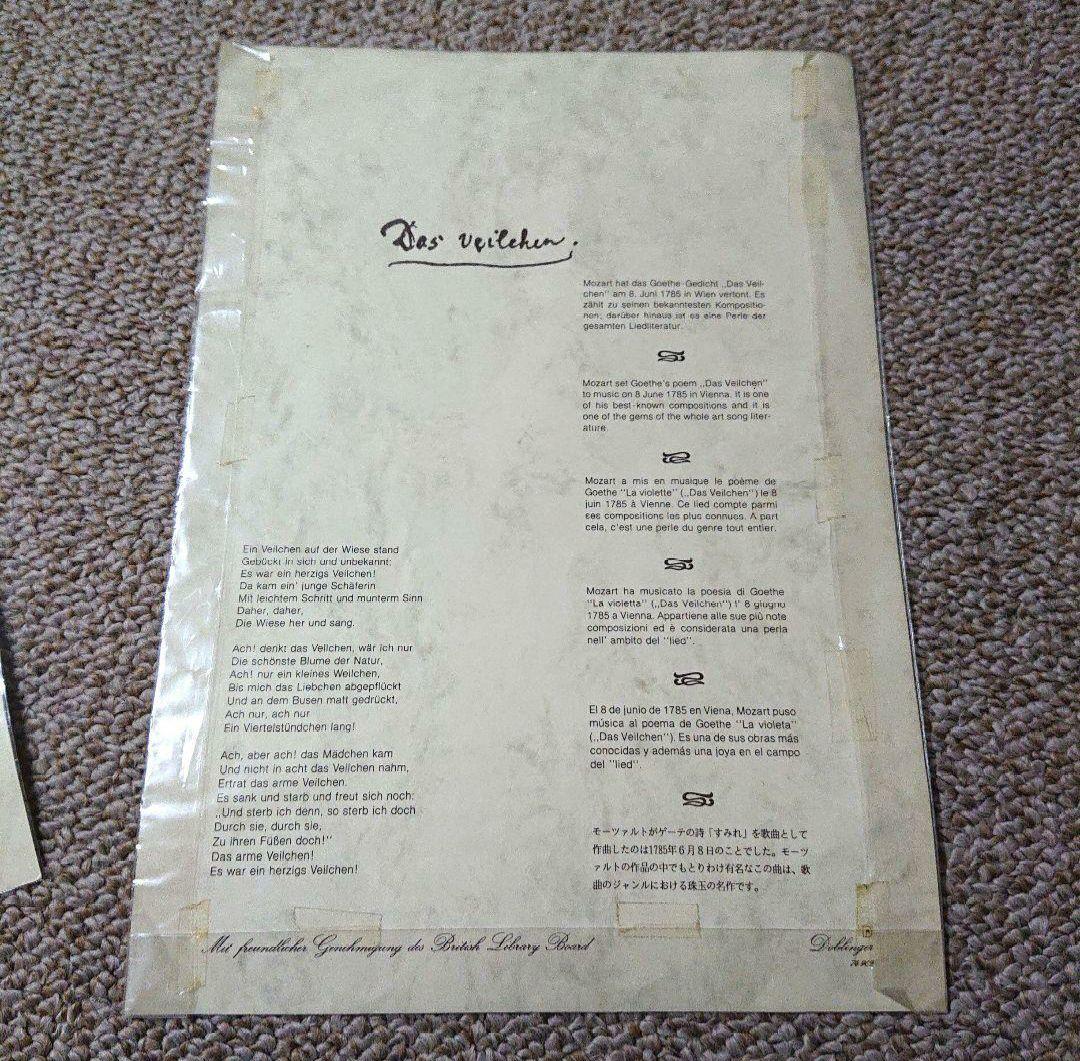 Das Veilchen.
Mozart hat das Goethe-Gedicht „Das Veil-
chen" am 8. Juni 1785 in Wien vertont. Es
zählt zu seinen bekanntesten Kompositio-
nen; darüber hinaus ist es eine Perle der
gesamten Liedliteratur.
Mozart set Goethe's poem „Das Veilchen"
to music on 8 June 1785 in Vienna. It is one
of his best-known compositions and it is
one of the gems of the whole art song liter-
ature.
Mozart a mis en musique le poème de
Goethe "La violette" („Das Veilchen") le 8
juin 1785 à Vienne. Ce lied compte parmi
ses compositions les plus connues. A part
cela, c'est une perle du genre tout entier.
Mozart ha musicato la poesia di Goethe
"La violetta" („Das Veilchen") l' 8 giugno
1785 a Vienna. Appartiene alle sue più note
composizioni ed è considerata una perla
nell' ambito del "lied".
El 8 de junio de 1785 en Viena, Mozart puso
música al poema de Goethe "La violeta"
(„Das Veilchen"). Es una de sus obras más
conocidas y además una joya en el campo
del "lied".
モーツァルトがゲーテの詩「すみれ」を歌曲として
作曲したのは1785年6月8日のことでした。モーツ
ァルトの作品の中でもとりわけ有名なこの曲は、歌
曲のジャンルにおける珠玉の名作です。
Ein Veilchen auf der Wiese stand
Gebückt in sich und unbekannt;
Es war ein herzigs Veilchen!
Da kam ein' junge Schäferin
Mit leichtem Schritt und munterm Sinn
Daher, daher,
Die Wiese her und sang.
Ach! denkt das Veilchen, wär ich nur
Die schönste Blume der Natur,
Ach! nur ein kleines Weilchen,
Bis mich das Liebchen abgepflückt
Und an dem Busen matt gedrückt,
Ach nur, ach nur
Ein Viertelstündchen lang!
Ach, aber ach! das Mädchen kam
Und nicht in acht das Veilchen nahm,
Ertrat das arme Veilchen.
Es sank und starb und freut sich noch:
„Und sterb ich denn, so sterb ich doch
Durch sie, durch sie,
Zu ihren Füßen doch!"
Das arme Veilchen!
Es war ein herzigs Veilchen!
Mit freundlicher Genehmigung des British Library Board
Doblinger